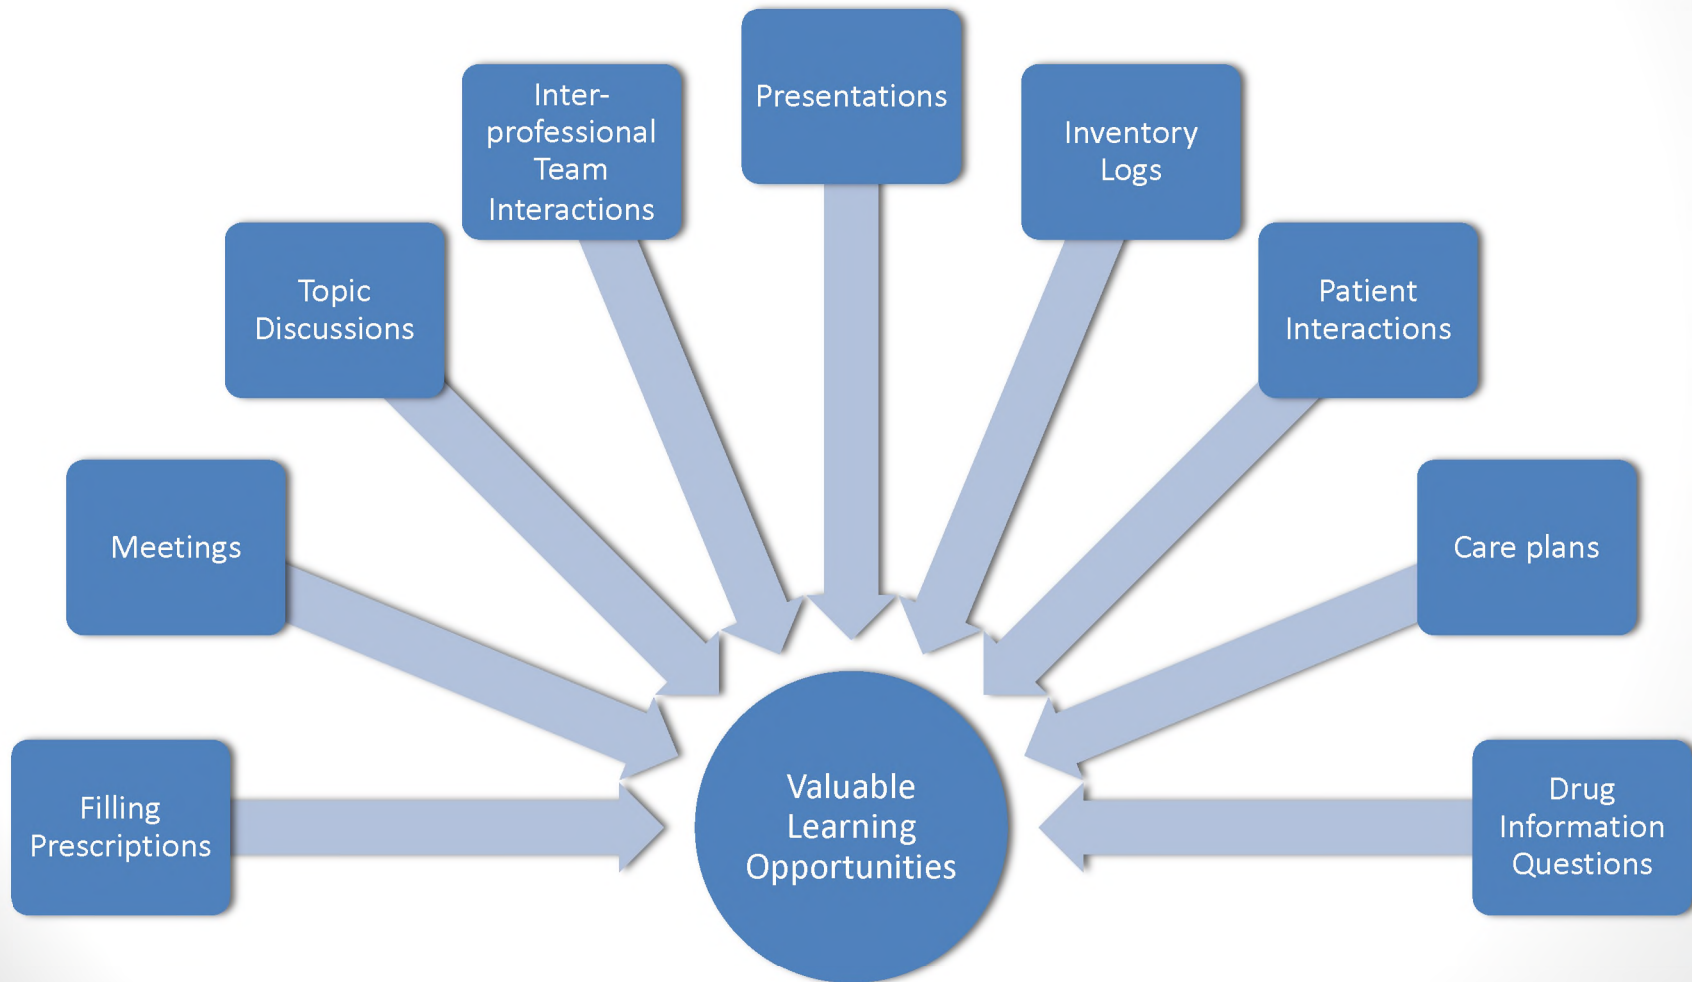 Presentations
Inter-
professional
Team
Interactions
Inventory
Logs
Topic
Discussions
Patient
Interactions
Meetings
Care plans
Filling
Prescriptions
Valuable
Learning
Opportunities
Drug
Information
Questions